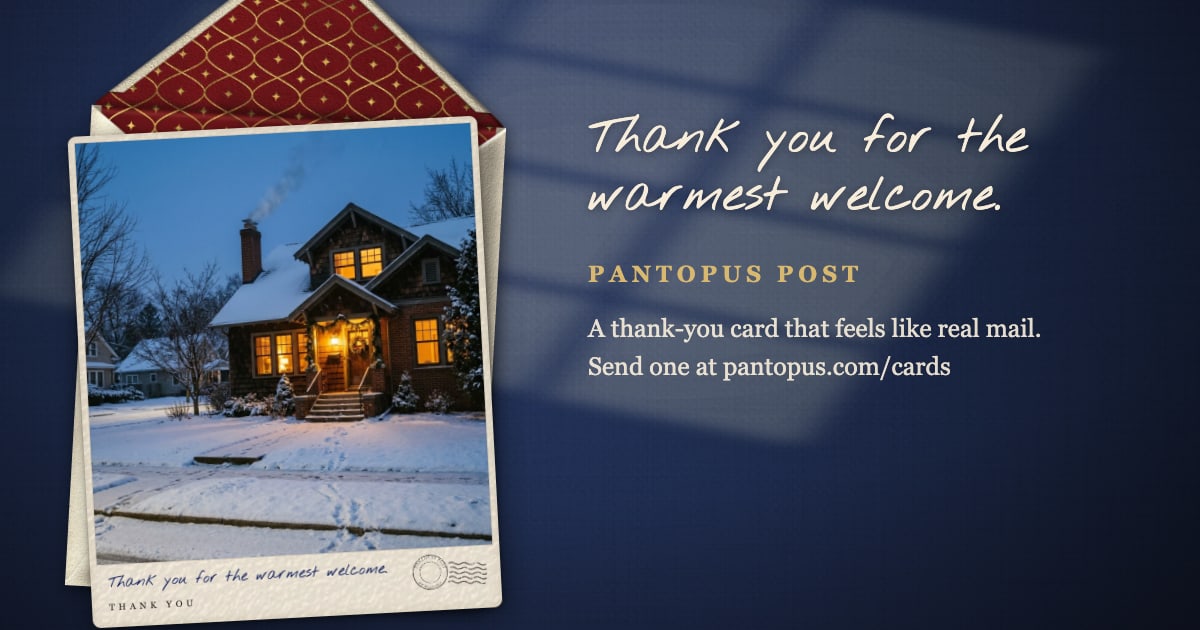 Thank you for the
warmest welcome.
PANTOPUS POST
A thank-you card that feels like real mail.
Send one at pantopus.com/cards
Thank you for the warmest welcome.
THANK YOU